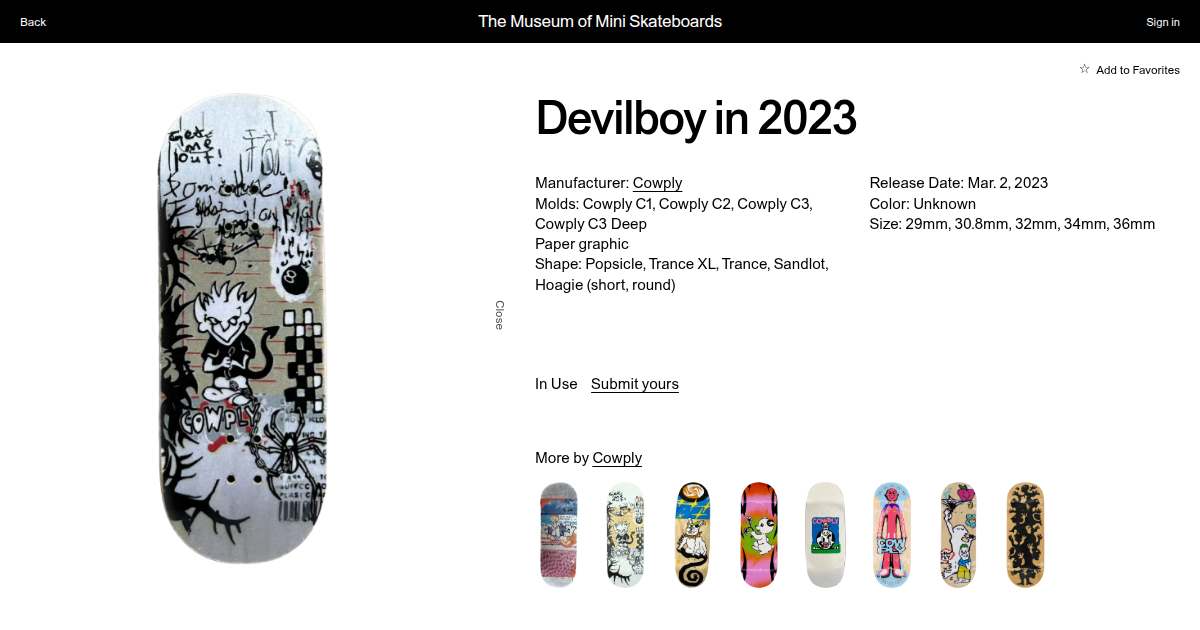 Back
The Museum of Mini Skateboards
Sign in
☆ Add to Favorites
Get
me
out!
8
COWPLY
Close
Devilboy in 2023
Manufacturer: Cowply
Molds: Cowply C1, Cowply C2, Cowply C3,
Cowply C3 Deep
Paper graphic
Shape: Popsicle, Trance XL, Trance, Sandlot,
Hoagie (short, round)
Release Date: Mar. 2, 2023
Color: Unknown
Size: 29mm, 30.8mm, 32mm, 34mm, 36mm
In Use Submit yours
More by Cowply
COWPLY